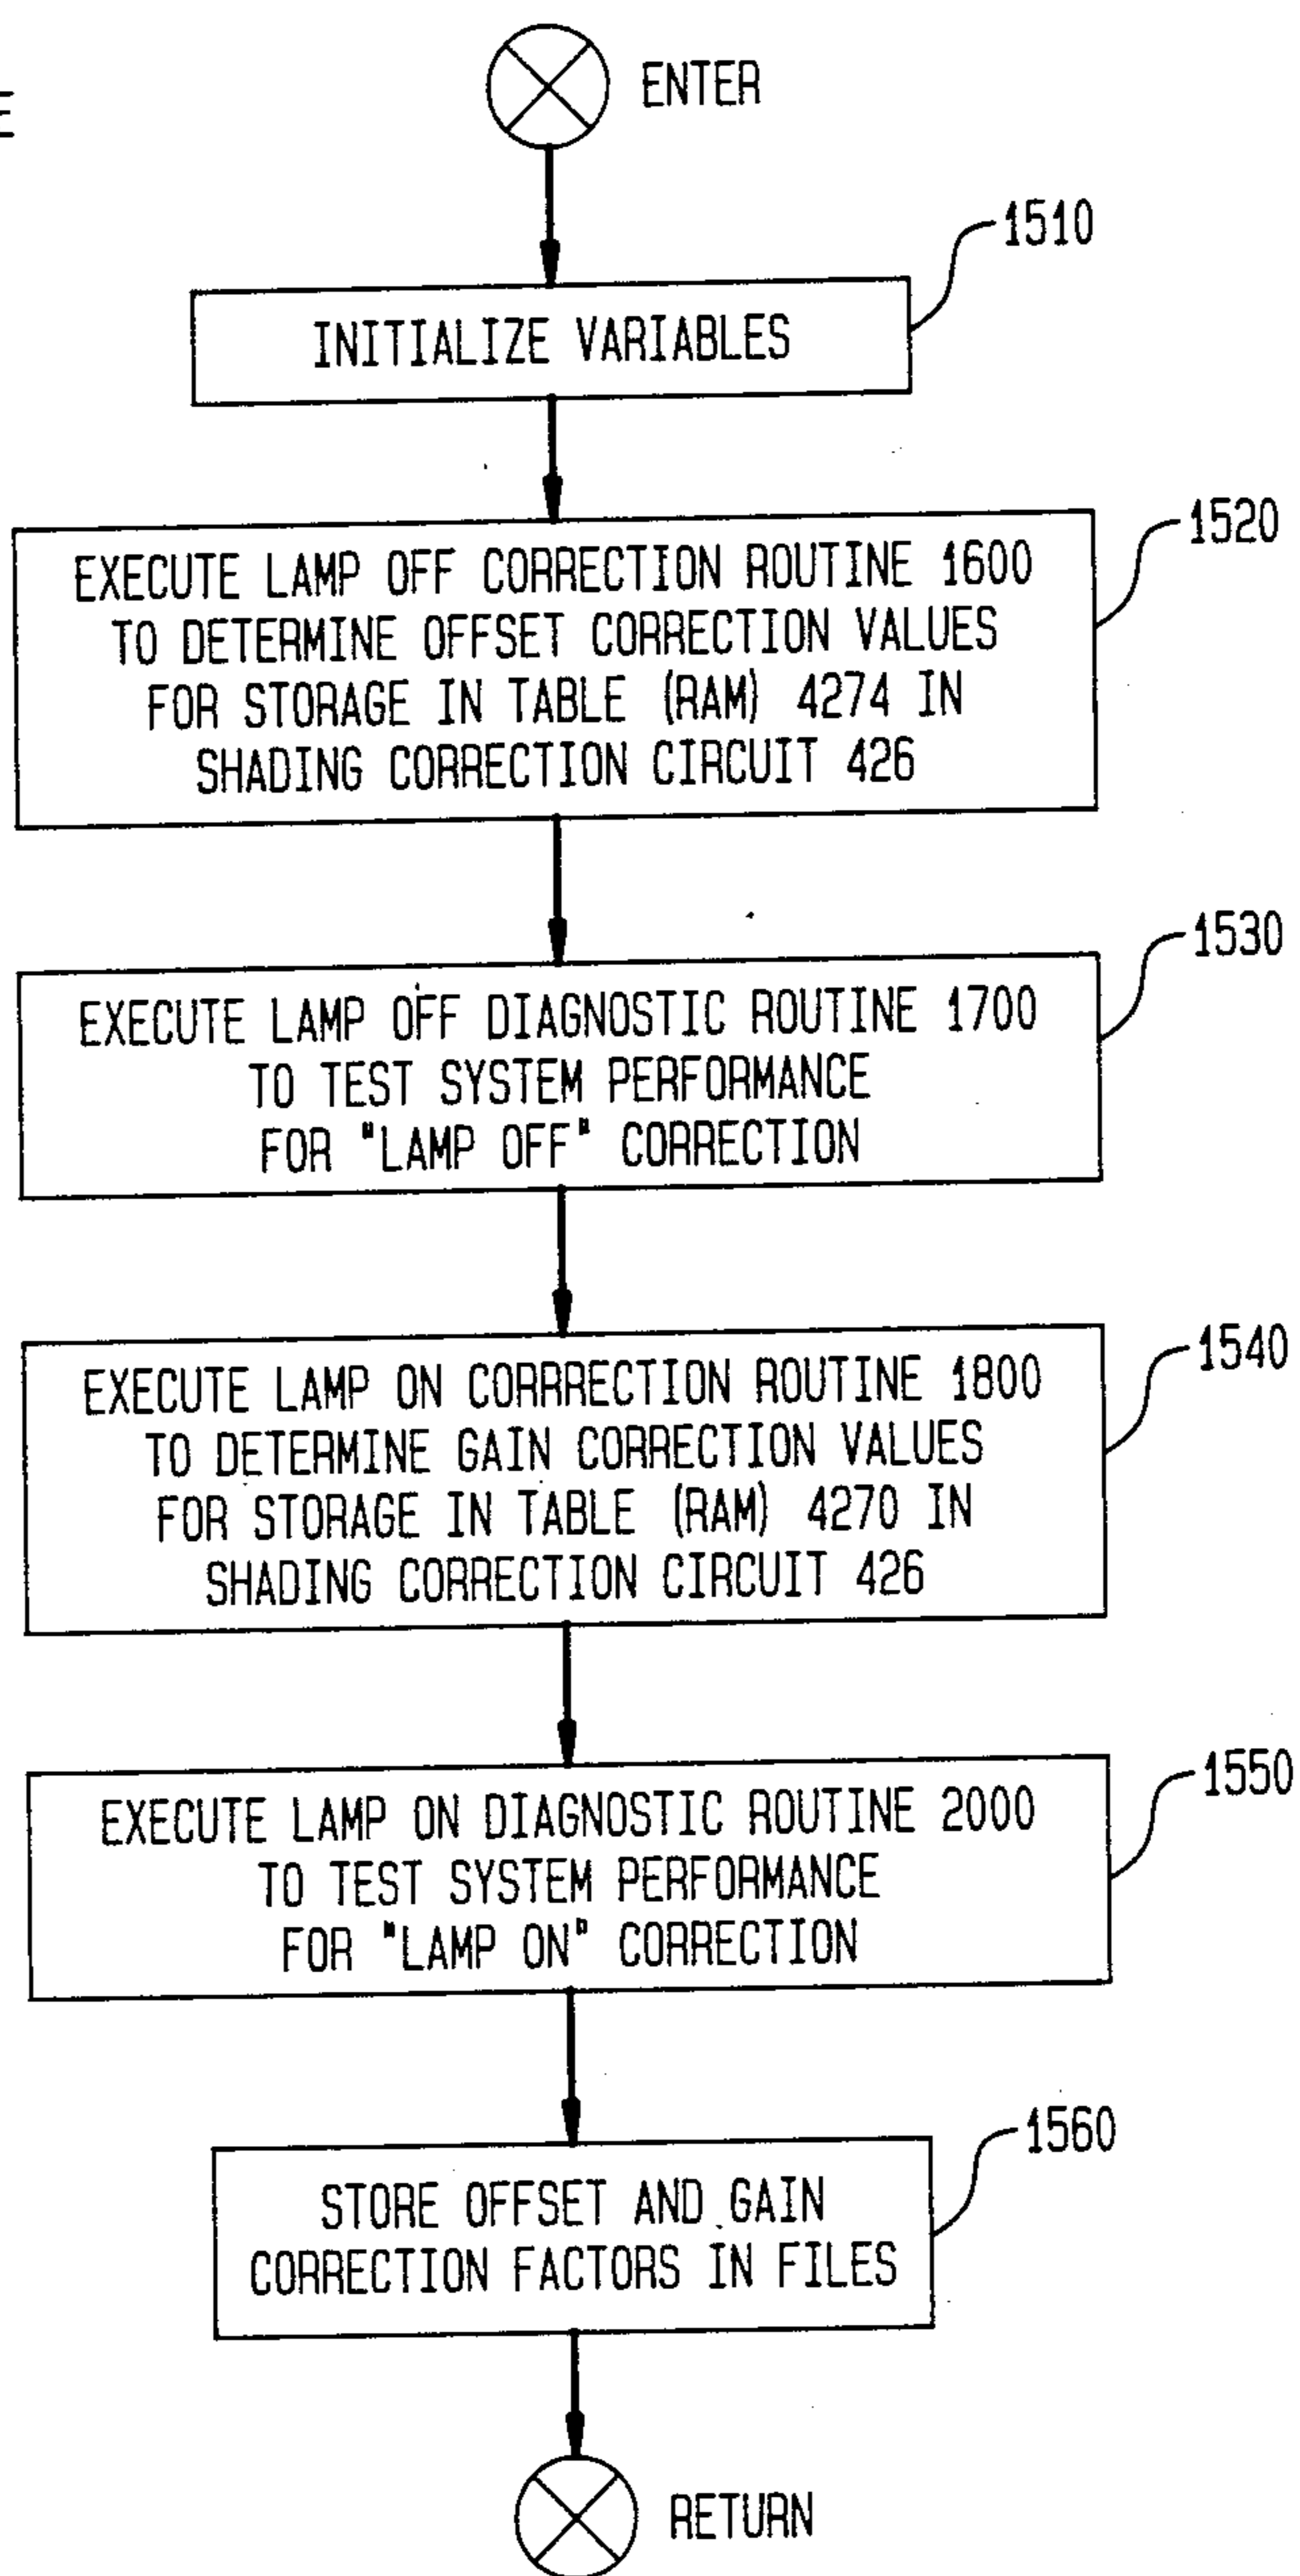 E
ENTER
1510
INITIALIZE VARIABLES
1520
EXECUTE LAMP OFF CORRECTION ROUTINE 1600
TO DETERMINE OFFSET CORRECTION VALUES
FOR STORAGE IN TABLE (RAM) 4274 IN
SHADING CORRECTION CIRCUIT 426
1530
EXECUTE LAMP OFF DIAGNOSTIC ROUTINE 1700
TO TEST SYSTEM PERFORMANCE
FOR "LAMP OFF" CORRECTION
1540
EXECUTE LAMP ON CORRRECTION ROUTINE 1800
TO DETERMINE GAIN CORRECTION VALUES
FOR STORAGE IN TABLE (RAM) 4270 IN
SHADING CORRECTION CIRCUIT 426
1550
EXECUTE LAMP ON DIAGNOSTIC ROUTINE 2000
TO TEST SYSTEM PERFORMANCE
FOR "LAMP ON" CORRECTION
1560
STORE OFFSET AND GAIN
CORRECTION FACTORS IN FILES
RETURN